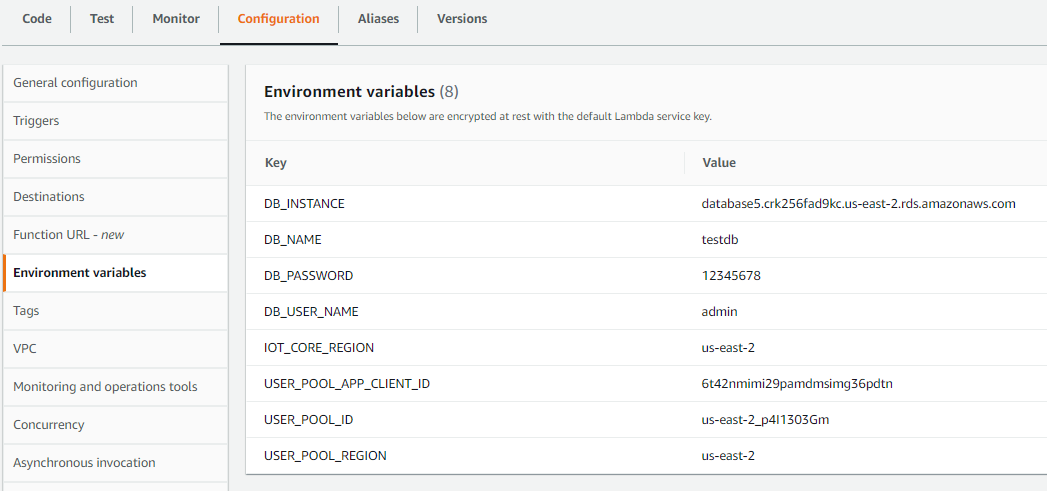 Code Test Monitor Configuration Aliases Versions
General configuration
Triggers
Permissions
Destinations
Function URL - new
Environment variables
Tags
VPC
Monitoring and operations tools
Concurrency
Asynchronous invocation
Environment variables (8)
The environment variables below are encrypted at rest with the default Lambda service key.
Key Value
DB_INSTANCE database5.crk256fad9kc.us-east-2.rds.amazonaws.com
DB_NAME testdb
DB_PASSWORD 12345678
DB_USER_NAME admin
IOT_CORE_REGION us-east-2
USER_POOL_APP_CLIENT_ID 6t42nmimi29pamdmsimg36pdtn
USER_POOL_ID us-east-2_p4I1303Gm
USER_POOL_REGION us-east-2